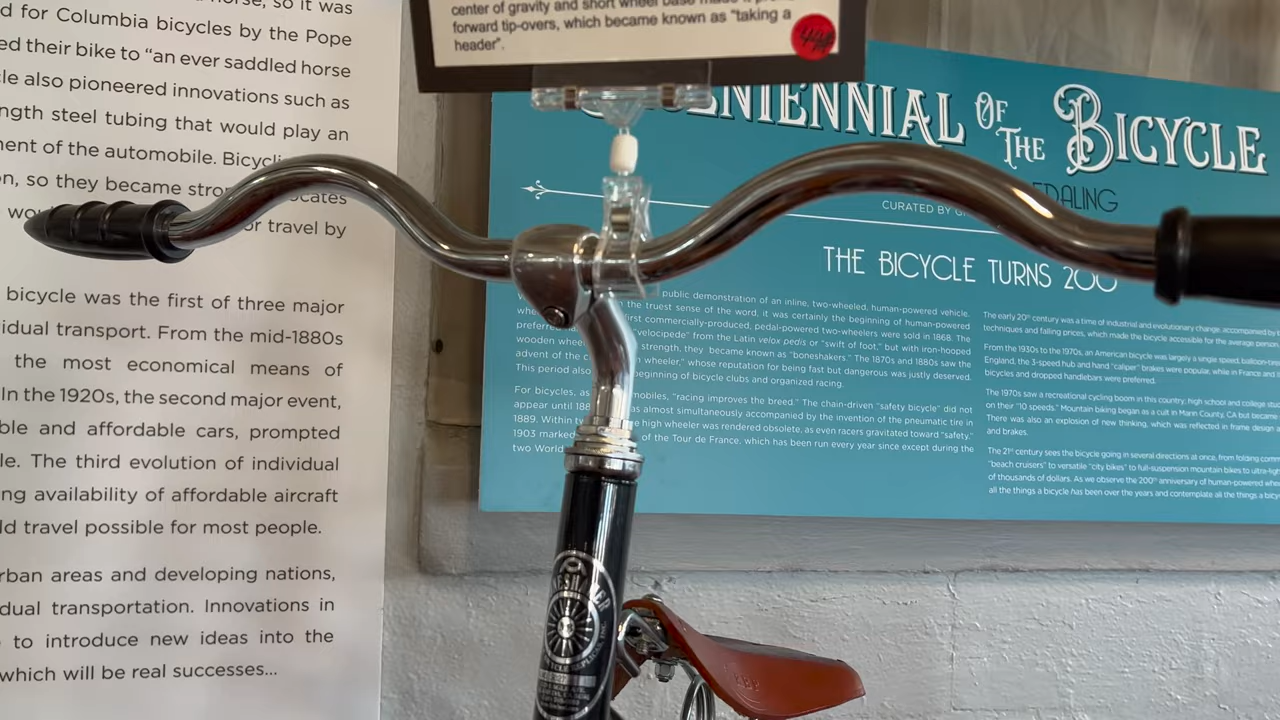 center of gravity and short wheel base made it
forward tip-overs, which became known as “taking a
header”.
so it was
d for Columbia bicycles by the Pope
ed their bike to “an ever saddled horse
le also pioneered innovations such as
ngth steel tubing that would play an
ent of the automobile.
n, so they became
or travel by
bicycle was the first of three major
idual transport. From the mid-1880s
the most economical means of
In the 1920s, the second major event,
ble and affordable cars, prompted
le. The third evolution of individual
ng availability of affordable aircraft
ld travel possible for most people.
rban areas and developing nations,
dual transportation. Innovations in
to introduce new ideas into the
which will be real successes...
ENTENNIAL OF THE BICYCLE
CURATED BY
EDALING
THE BICYCLE TURNS 200
public demonstration of an inline, two-wheeled, human-powered vehicle.
the truest sense of the word, it was certainly the beginning of human-powered
first commercially-produced, pedal-powered two-wheelers were sold in 1868. The
preferred “velocipede” from the Latin velox pedis or “swift of foot,” but with iron-hooped
wooden strength, they became known as “boneshakers.” The 1870s and 1880s saw the
advent of the wheeler,” whose reputation for being fast but dangerous was justly deserved.
This period also beginning of bicycle clubs and organized racing.
For bicycles, as mobiles, “racing improves the breed.” The chain-driven “safety bicycle” did not
appear until 188 as almost simultaneously accompanied by the invention of the pneumatic tire in
1889. Within high wheeler was rendered obsolete, as even racers gravitated toward “safety.”
1903 marked of the Tour de France, which has been run every year since except during the
two World
The early 20th century was a time of industrial and evolutionary change, accompanied by
techniques and falling prices, which made the bicycle accessible for the average person.
From the 1930s to the 1970s, an American bicycle was largely a single speed,
England, the 3-speed hub and hand “caliper” brakes were popular, while in France and
bicycles and dropped handlebars were preferred.
The 1970s saw a recreational cycling boom in this country; high school and college
on their “10 speeds.” Mountain biking began as a cult in Marin County, CA but became
There was also an explosion of new thinking, which was reflected in frame design
and brakes.
The 21st century sees the bicycle going in several directions at once, from folding
“beach cruisers” to versatile “city bikes” to full-suspension mountain bikes to
of thousands of dollars. As we observe the 200th anniversary of human-powered
all the things a bicycle has been over the years and contemplate all the things a